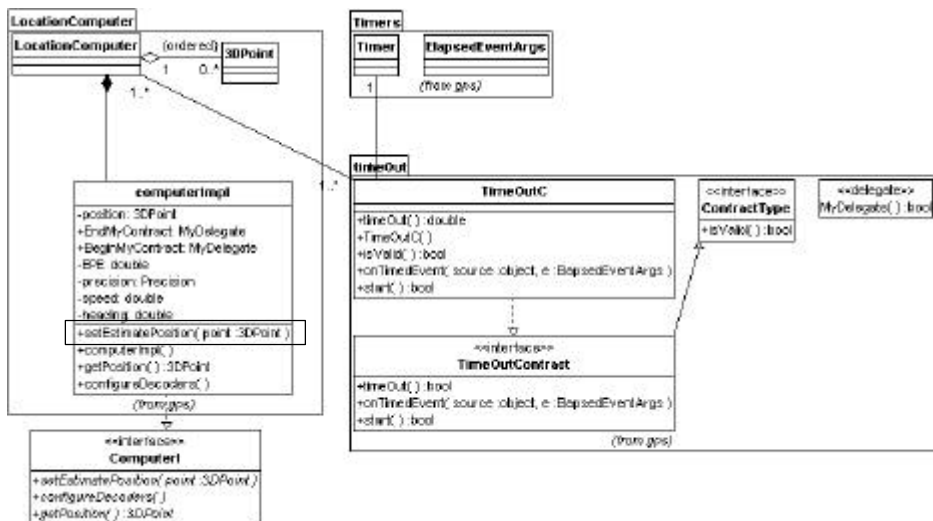 LocationComputer
LocationComputer
(ordered)
3DPoint
1
0..*
1..*
computerImpl
-position: 3DPoint
+EndMyContract: MyDelegate
+BeginMyContract: MyDelegate
-EPE: double
-precision: Precision
-speed: double
-heading: double
+setEstimatePosition( point :3DPoint )
+computerImpl( )
+getPosition( ) :3DPoint
+configureDecoders( )
(from gps)
<<interface>>
ComputerI
+setEstimatePosition( point :3DPoint )
+configureDecoders( )
+getPosition( ) :3DPoint
Timers
Timer
ElapsedEventArgs
1
(from gps)
timeOut
1..*
TimeOutC
+timeOut( ) :double
+TimeOutC( )
+isValid( ) :bool
+onTimedEvent( source :object, e :ElapsedEventArgs )
+start( ) :bool
<<interface>>
ContractType
+isValid( ) :bool
<<delegate>>
MyDelegate( ) :bool
<<interface>>
TimeOutContract
+timeOut( ) :bool
+onTimedEvent( source :object, e :ElapsedEventArgs )
+start( ) :bool
(from gps)